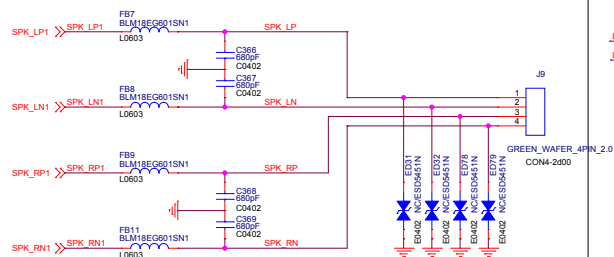 FB7
BLM18EG601SN1
SPK_LP1
SPK_LP1
SPK_LP
L0603
C366
680pF
C0402
C367
680pF
C0402
FB8
BLM18EG601SN1
SPK_LN1
SPK_LN1
SPK_LN
L0603
J9
1
2
3
4
GREEN_WAFER_4PIN_2.0
CON4-2d00
FB9
BLM18EG601SN1
SPK_RP1
SPK_RP1
SPK_RP
L0603
C368
680pF
C0402
C369
680pF
C0402
FB11
BLM18EG601SN1
SPK_RN1
SPK_RN1
SPK_RN
L0603
ED31
NC/ESD5451N
E0402
ED32
NC/ESD5451N
E0402
ED78
NC/ESD5451N
E0402
ED79
NC/ESD5451N
E0402